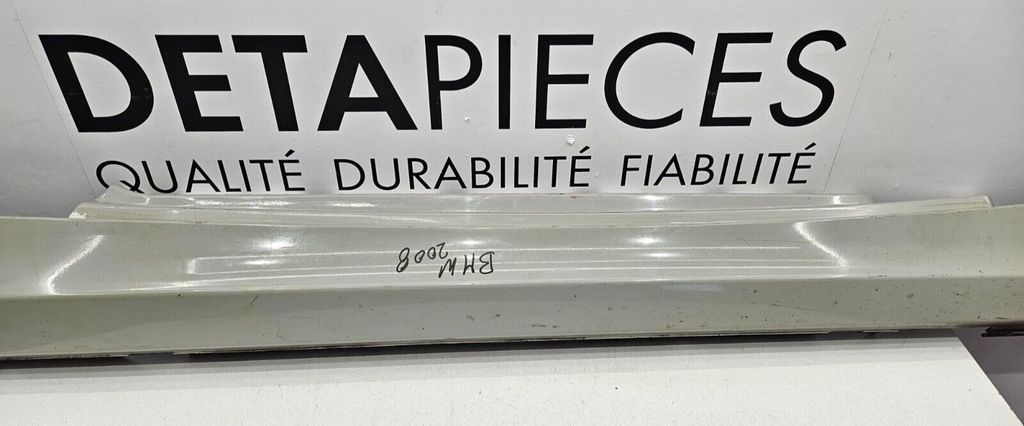 DETAPIECES
QUALITÉ DURABILITÉ FIABILITÉ
BMW
2008